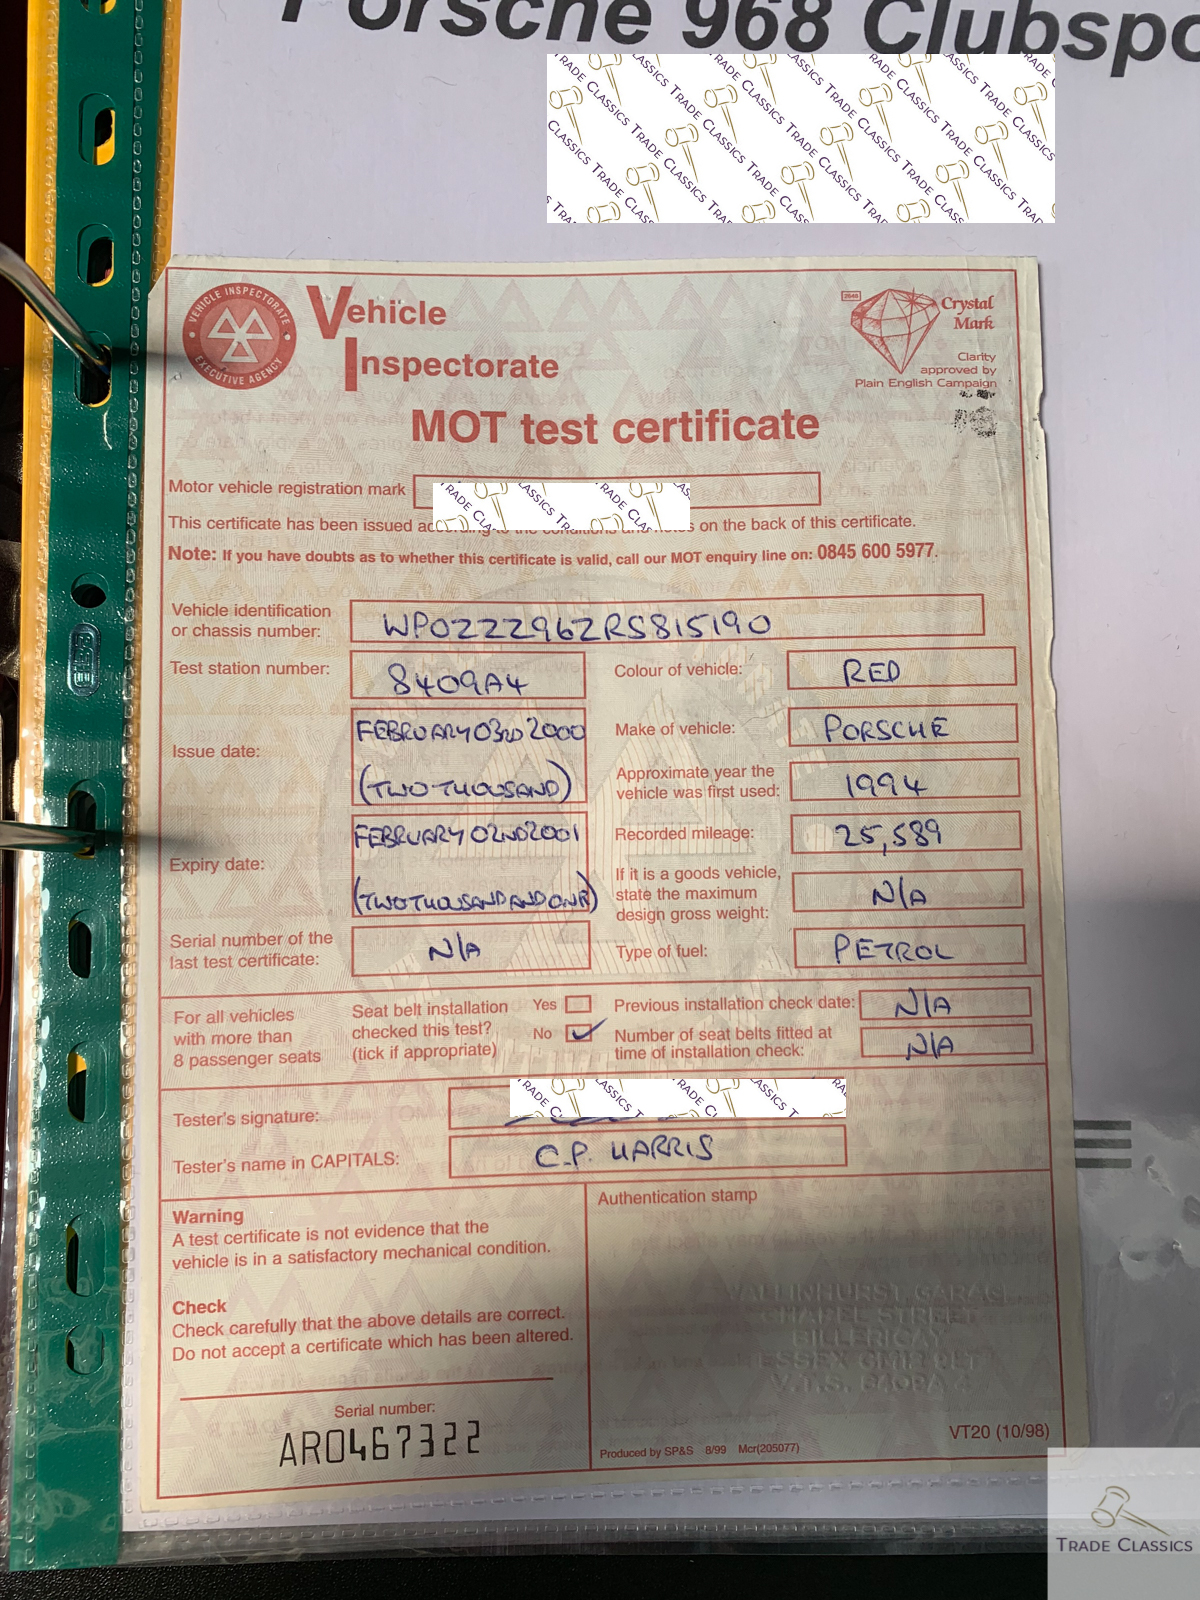 Porsche 968 Clubspo
VEHICLE INSPECTORATE
EXECUTIVE AGENCY
Vehicle
Inspectorate
Crystal
Mark
Clarity
approved by
Plain English Campaign
MOT test certificate
Motor vehicle registration mark
This certificate has been issued according to the conditions and notes on the back of this certificate.
Note: If you have doubts as to whether this certificate is valid, call our MOT enquiry line on: 0845 600 5977.
Vehicle identification
or chassis number:
WP0ZZZ96ZRS815190
Test station number:
8409A4
Colour of vehicle:
RED
Issue date:
FEBRUARY 03RD 2000
(TWO THOUSAND)
Make of vehicle:
PORSCHE
Approximate year the
vehicle was first used:
1994
Expiry date:
FEBRUARY 02ND 2001
(TWO THOUSAND AND ONE)
Recorded mileage:
25,589
If it is a goods vehicle,
state the maximum
design gross weight:
N/A
Serial number of the
last test certificate:
N/A
Type of fuel:
PETROL
For all vehicles
with more than
8 passenger seats
Seat belt installation
checked this test?
(tick if appropriate)
Yes
No
Previous installation check date:
N/A
Number of seat belts fitted at
time of installation check:
N/A
Tester's signature:
Tester's name in CAPITALS:
C.P. HARRIS
Warning
A test certificate is not evidence that the
vehicle is in a satisfactory mechanical condition.
Check
Check carefully that the above details are correct.
Do not accept a certificate which has been altered.
Serial number:
AR0467322
Authentication stamp
CHAPEL STREET
BILLERICAY
ESSEX CM12 9LT
V.T.S. 8409A4
Produced by SP&S 8/99 Mcr(205077)
VT20 (10/98)
TRADE CLASSICS